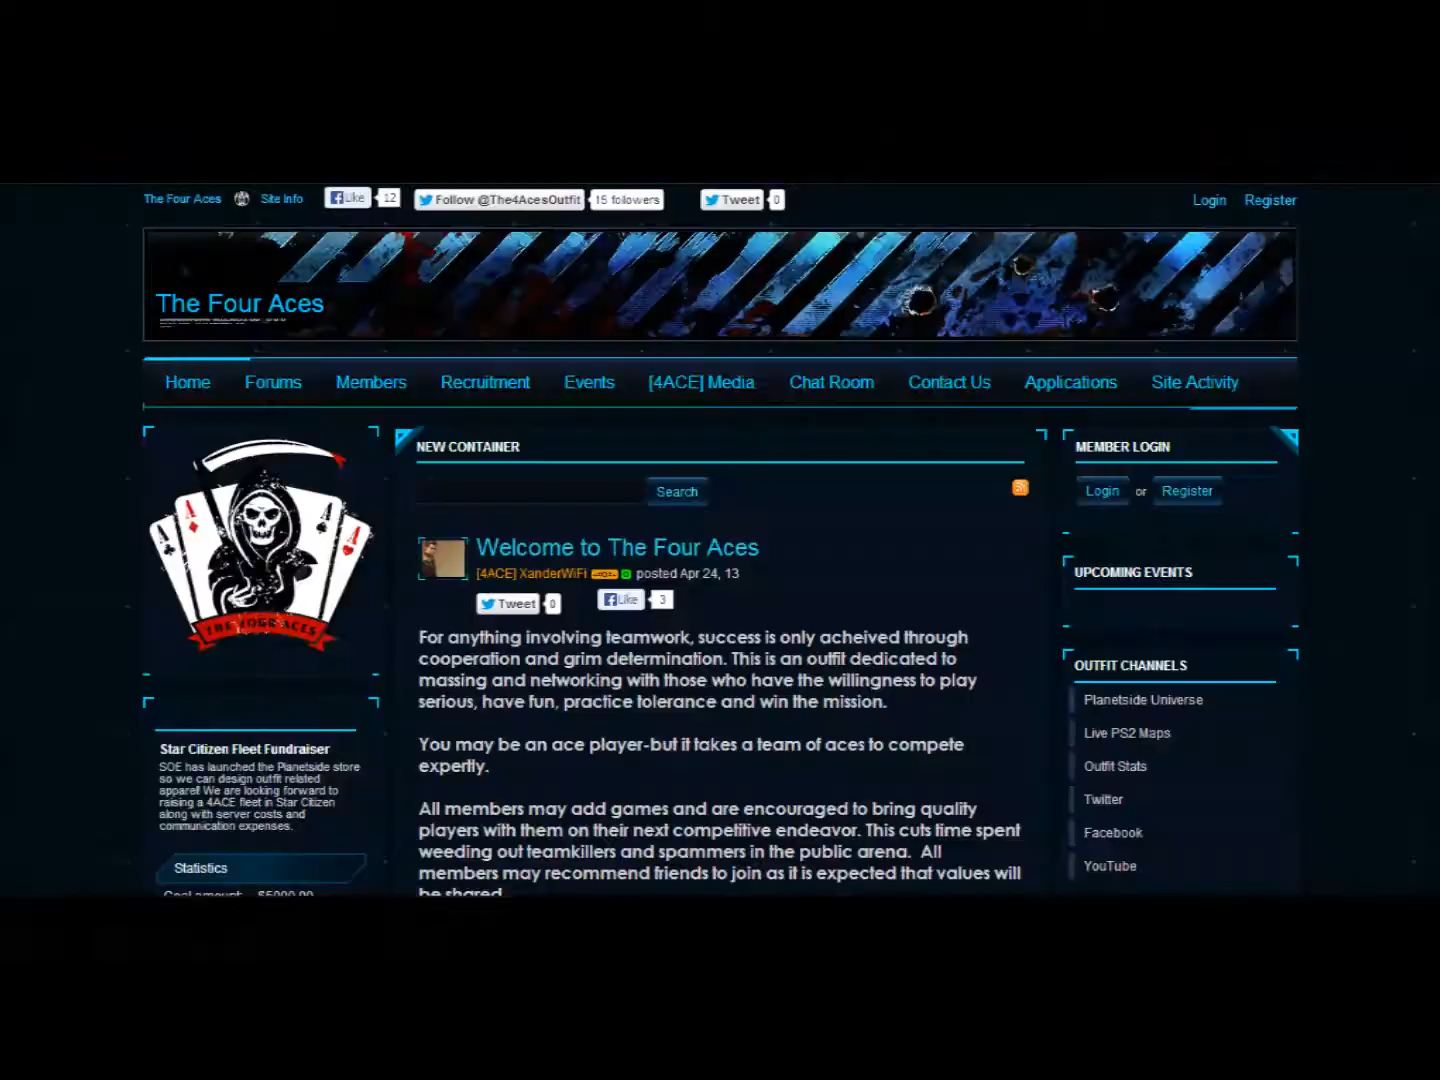 The Four Aces Site Info Like 12 Follow @The4AcesOutfit 15 followers Tweet 0 Login Register
The Four Aces
Home Forums Members Recruitment Events [4ACE] Media Chat Room Contact Us Applications Site Activity
THE FOUR ACES
Star Citizen Fleet Fundraiser
SOE has launched the Planetside store
so we can design outfit related
apparel! We are looking forward to
raising a 4ACE fleet in Star Citizen
along with server costs and
communication expenses.
Statistics
Goal amount: $5000.00
NEW CONTAINER
Search
Welcome to The Four Aces
[4ACE] XanderWiFi posted Apr 24, 13
Tweet 0 Like 3
For anything involving teamwork, success is only acheived through
cooperation and grim determination. This is an outfit dedicated to
massing and networking with those who have the willingness to play
serious, have fun, practice tolerance and win the mission.
You may be an ace player-but it takes a team of aces to compete
expertly.
All members may add games and are encouraged to bring quality
players with them on their next competitive endeavor. This cuts time spent
weeding out teamkillers and spammers in the public arena. All
members may recommend friends to join as it is expected that values will
be shared
MEMBER LOGIN
Login or Register
UPCOMING EVENTS
OUTFIT CHANNELS
Planetside Universe
Live PS2 Maps
Outfit Stats
Twitter
Facebook
YouTube